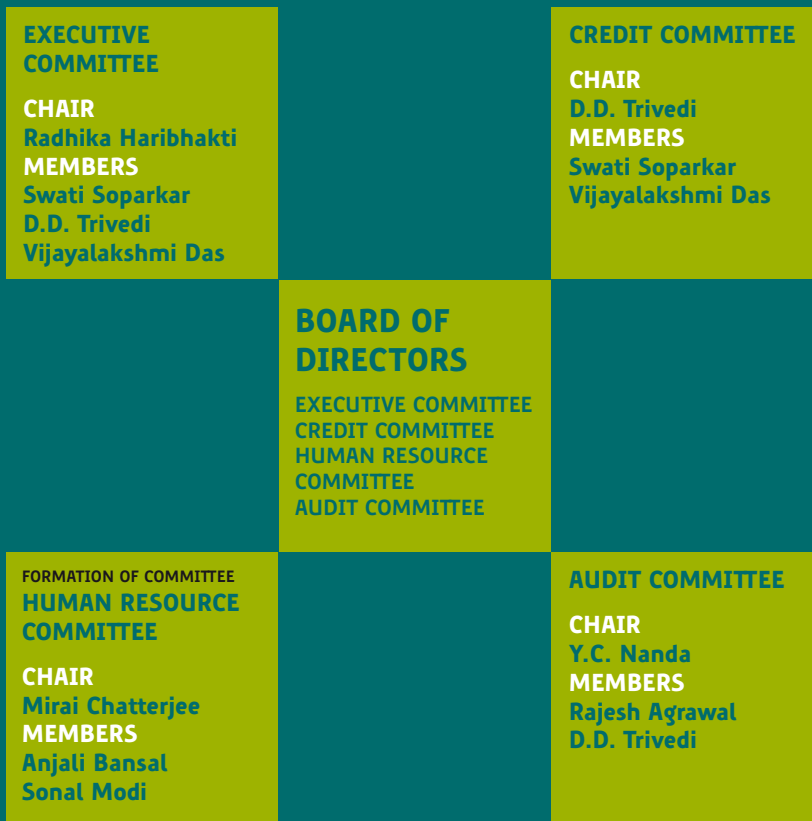 EXECUTIVE
COMMITTEE
CHAIR
Radhika Haribhakti
MEMBERS
Swati Soparkar
D.D. Trivedi
Vijayalakshmi Das
CREDIT COMMITTEE
CHAIR
D.D. Trivedi
MEMBERS
Swati Soparkar
Vijayalakshmi Das
BOARD OF
DIRECTORS
EXECUTIVE COMMITTEE
CREDIT COMMITTEE
HUMAN RESOURCE
COMMITTEE
AUDIT COMMITTEE
FORMATION OF COMMITTEE
HUMAN RESOURCE
COMMITTEE
CHAIR
Mirai Chatterjee
MEMBERS
Anjali Bansal
Sonal Modi
AUDIT COMMITTEE
CHAIR
Y.C. Nanda
MEMBERS
Rajesh Agrawal
D.D. Trivedi